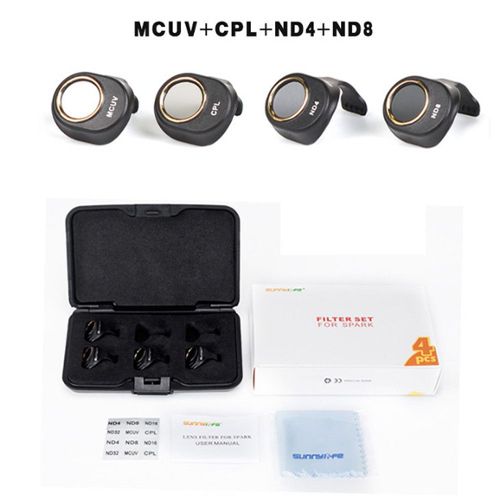 MCUV+CPL+ND4+ND8
MCUV
CPL
ND4
ND8
SUNNYLIFE
FILTER SET
FOR SPARK
4
pcs
ND4 ND8 ND16
ND32 MCUV CPL
ND4 ND8 ND16
ND32 MCUV CPL
SUNNYLIFE
LENS FILTER FOR SPARK
USER MANUAL
SUNNYLIFE